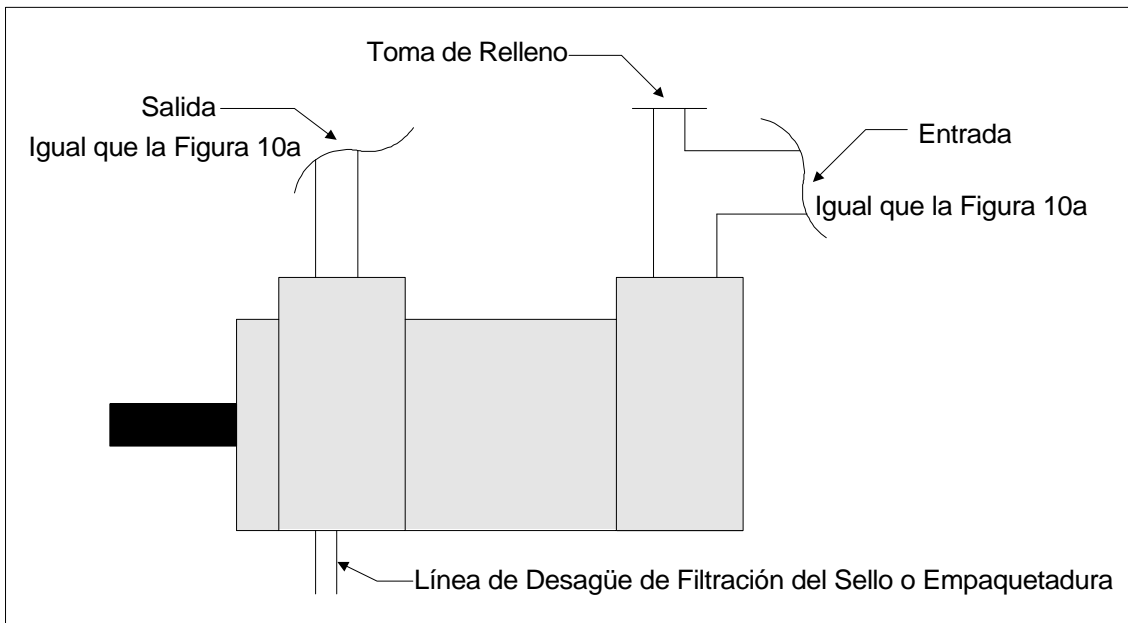 Toma de Relleno
Salida
Igual que la Figura 10a
Entrada
Igual que la Figura 10a
Línea de Desagüe de Filtración del Sello o Empaquetadura